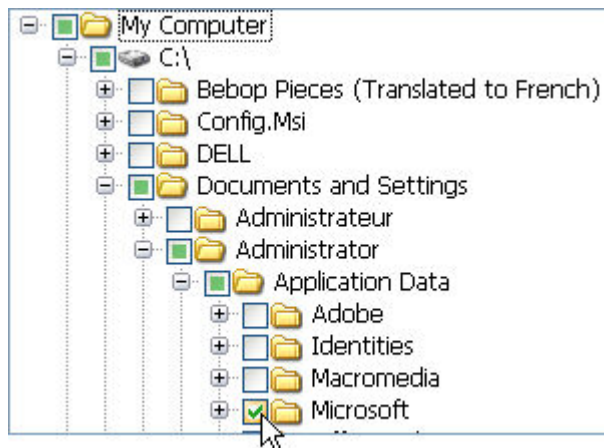 My Computer
C:\
Bebop Pieces (Translated to French)
Config.Msi
DELL
Documents and Settings
Administrateur
Administrator
Application Data
Adobe
Identities
Macromedia
Microsoft